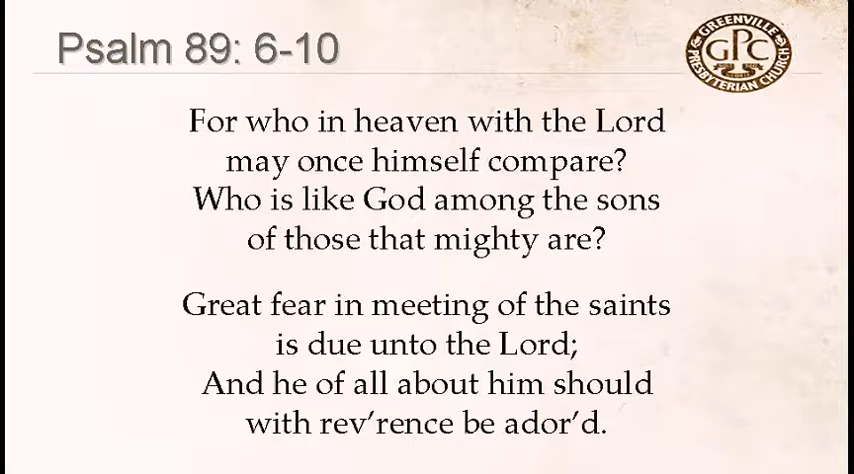 Psalm 89: 6-10
GREENVILLE
GPC
PRESBYTERIAN CHURCH
For who in heaven with the Lord
may once himself compare?
Who is like God among the sons
of those that mighty are?
Great fear in meeting of the saints
is due unto the Lord;
And he of all about him should
with rev’rence be ador’d.